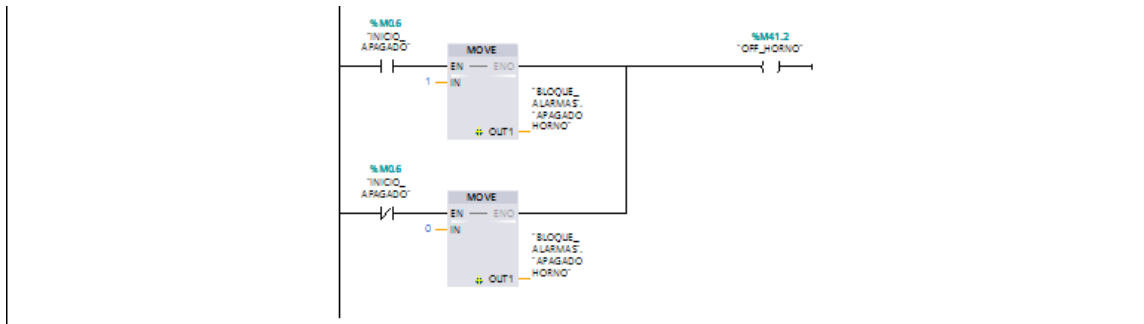 %M0.6
"INICIO_
APAGADO"
MOVE
EN ENO
1 IN
OUT1
"BLOQUE_
ALARMAS".
"APAGADO
HORNO"
%M41.2
"OFF_HORNO"
%M0.6
"INICIO_
APAGADO"
MOVE
EN ENO
0 IN
OUT1
"BLOQUE_
ALARMAS".
"APAGADO
HORNO"